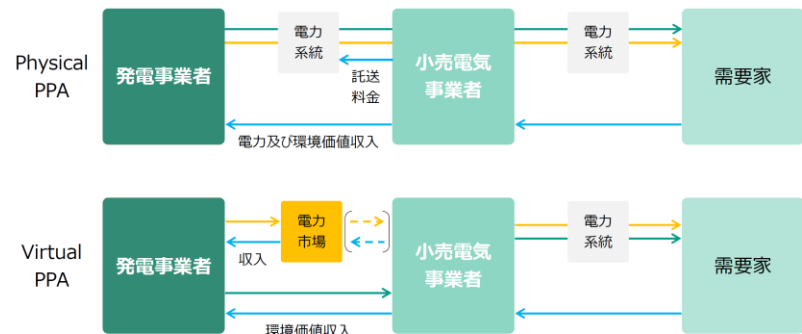 Physical
PPA
発電事業者
電力
系統
託送
料金
小売電気
事業者
電力
系統
需要家
電力及び環境価値収入
Virtual
PPA
発電事業者
電力
市場
収入
小売電気
事業者
電力
系統
需要家
環境価値収入